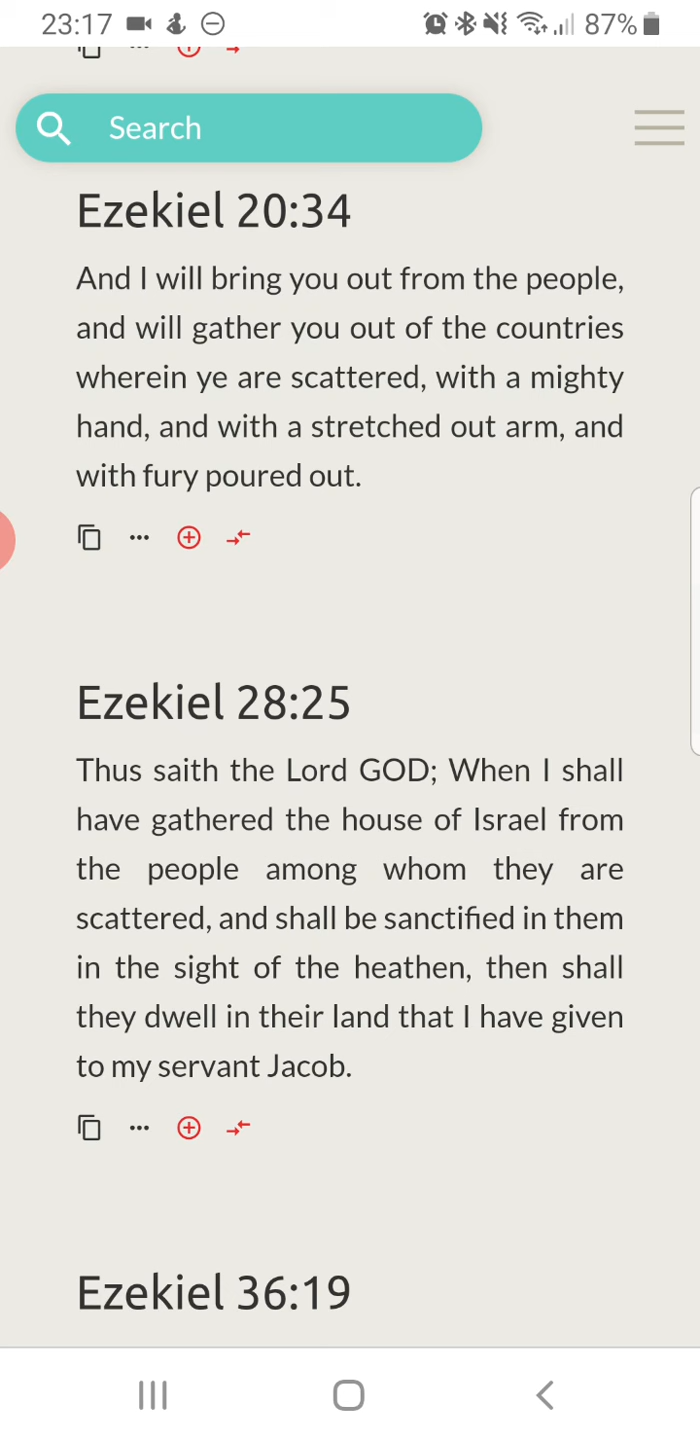 23:17 87%
Search
Ezekiel 20:34
And I will bring you out from the people,
and will gather you out of the countries
wherein ye are scattered, with a mighty
hand, and with a stretched out arm, and
with fury poured out.
Ezekiel 28:25
Thus saith the Lord GOD; When I shall
have gathered the house of Israel from
the people among whom they are
scattered, and shall be sanctified in them
in the sight of the heathen, then shall
they dwell in their land that I have given
to my servant Jacob.
Ezekiel 36:19